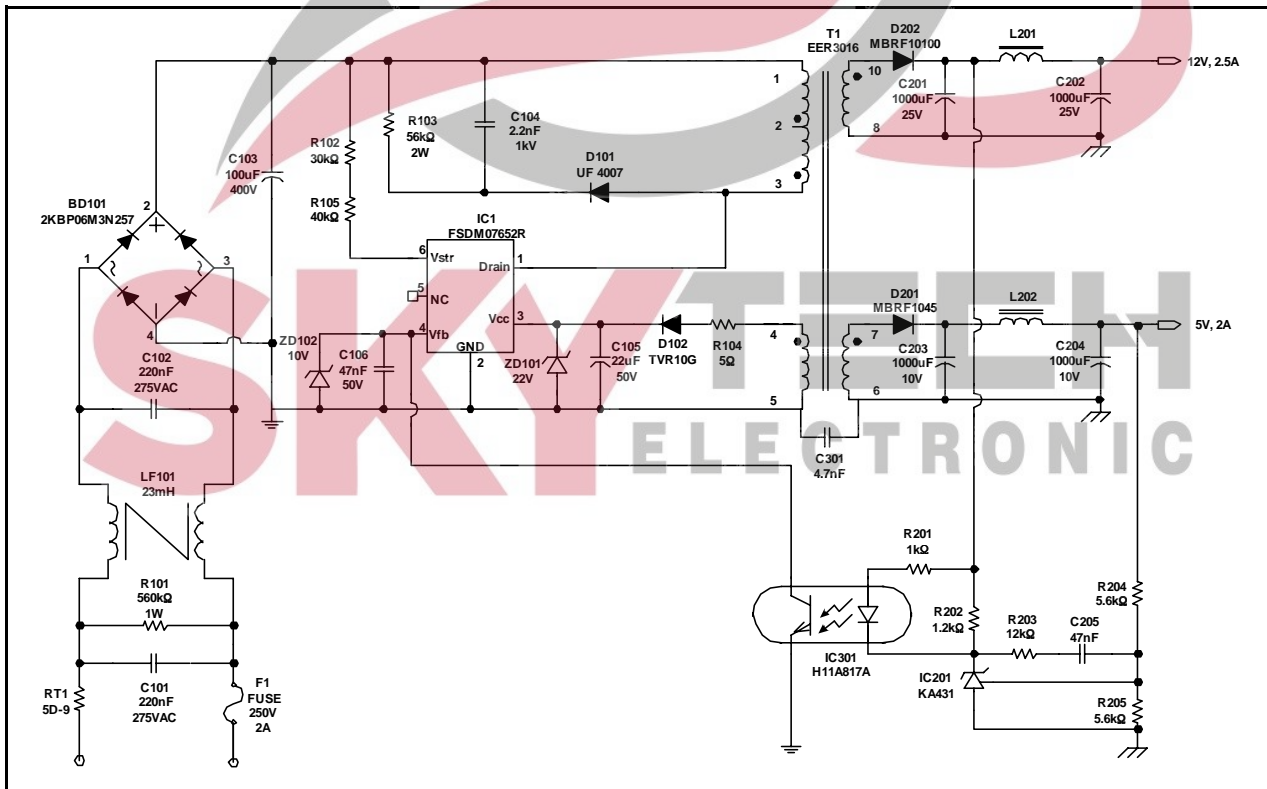 T1
EER3016
D202
MBRF10100
L201
12V, 2.5A
1
2
3
10
8
C201
1000uF
25V
C202
1000uF
25V
R102
30kΩ
R103
56kΩ
2W
C104
2.2nF
1kV
D101
UF 4007
C103
100uF
400V
R105
40kΩ
BD101
2KBP06M3N257
1
2
3
4
IC1
FSDM07652R
6
Vstr
Drain
1
5
NC
4
Vfb
Vcc
3
GND
2
ZD102
10V
C106
47nF
50V
ZD101
22V
C105
22uF
50V
D102
TVR10G
R104
5Ω
4
5
7
6
D201
MBRF1045
L202
5V, 2A
C203
1000uF
10V
C204
1000uF
10V
C301
4.7nF
C102
220nF
275VAC
SKYTECH
ELECTRONIC
LF101
23mH
R101
560kΩ
1W
C101
220nF
275VAC
RT1
5D-9
F1
FUSE
250V
2A
R201
1kΩ
R202
1.2kΩ
R203
12kΩ
C205
47nF
R204
5.6kΩ
R205
5.6kΩ
IC301
H11A817A
IC201
KA431